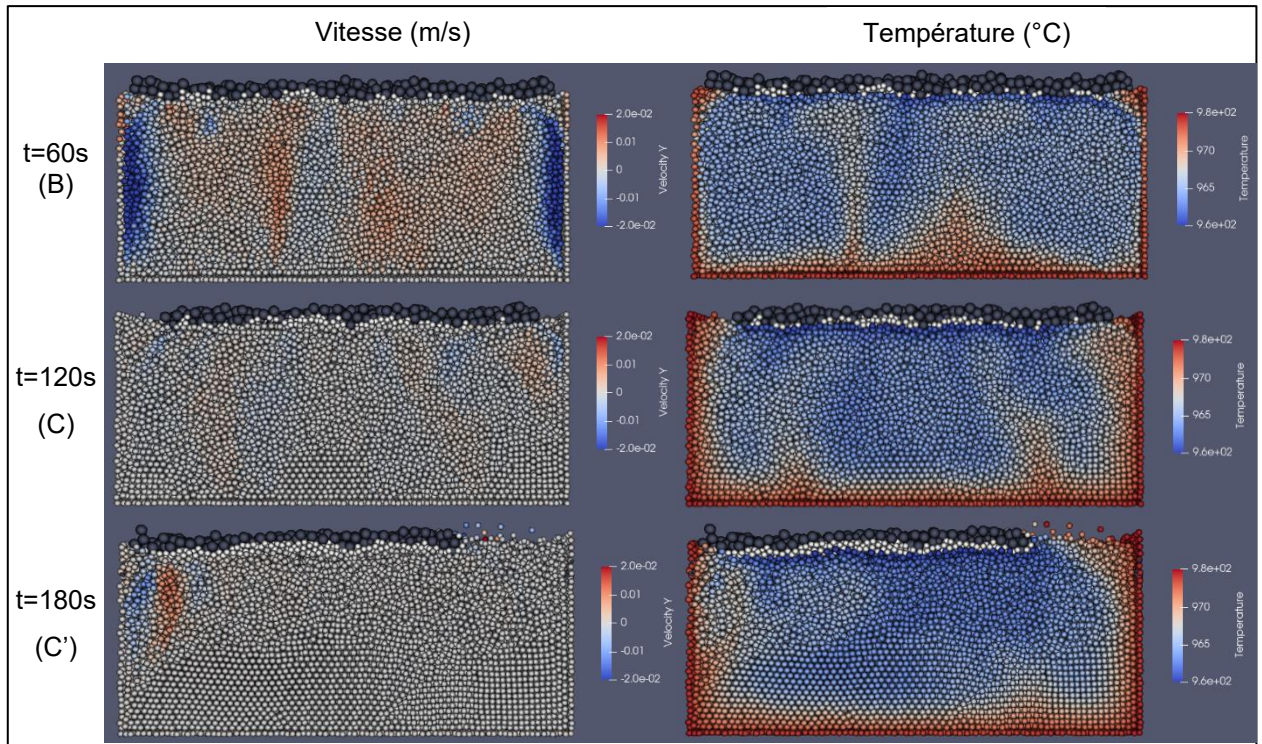 Vitesse (m/s)
Température (°C)
t=60s
(B)
2.0e-02
0.01
0
-0.01
-2.0e-02
Velocity Y
9.8e+02
970
965
9.6e+02
Temperature
t=120s
(C)
2.0e-02
0.01
0
-0.01
-2.0e-02
Velocity Y
9.8e+02
970
965
9.6e+02
Temperature
t=180s
(C')
2.0e-02
0.01
0
-0.01
-2.0e-02
Velocity Y
9.8e+02
970
965
9.6e+02
Temperature